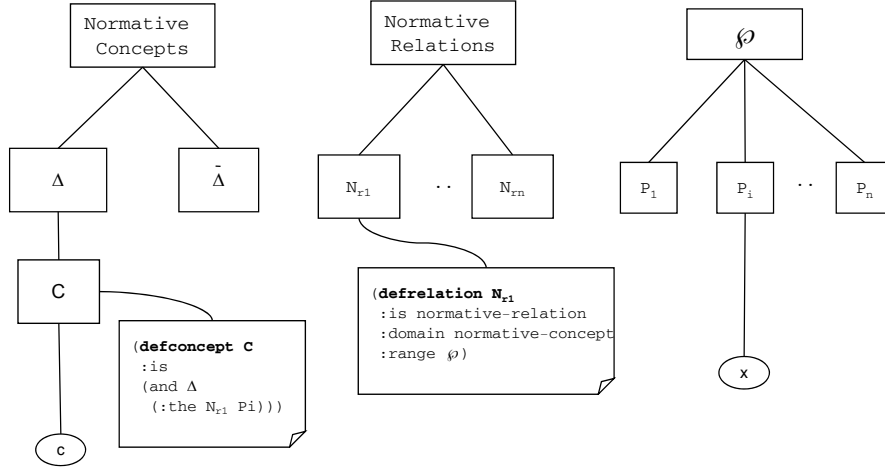 Normative
Concepts
Δ
Δ̄
C
(defconcept C
:is
(and Δ
(:the Nr1 Pi)))
c
Normative
Relations
Nr1
..
Nrn
(defrelation Nr1
:is normative-relation
:domain normative-concept
:range ℘)
℘
P1
Pi
..
Pn
x